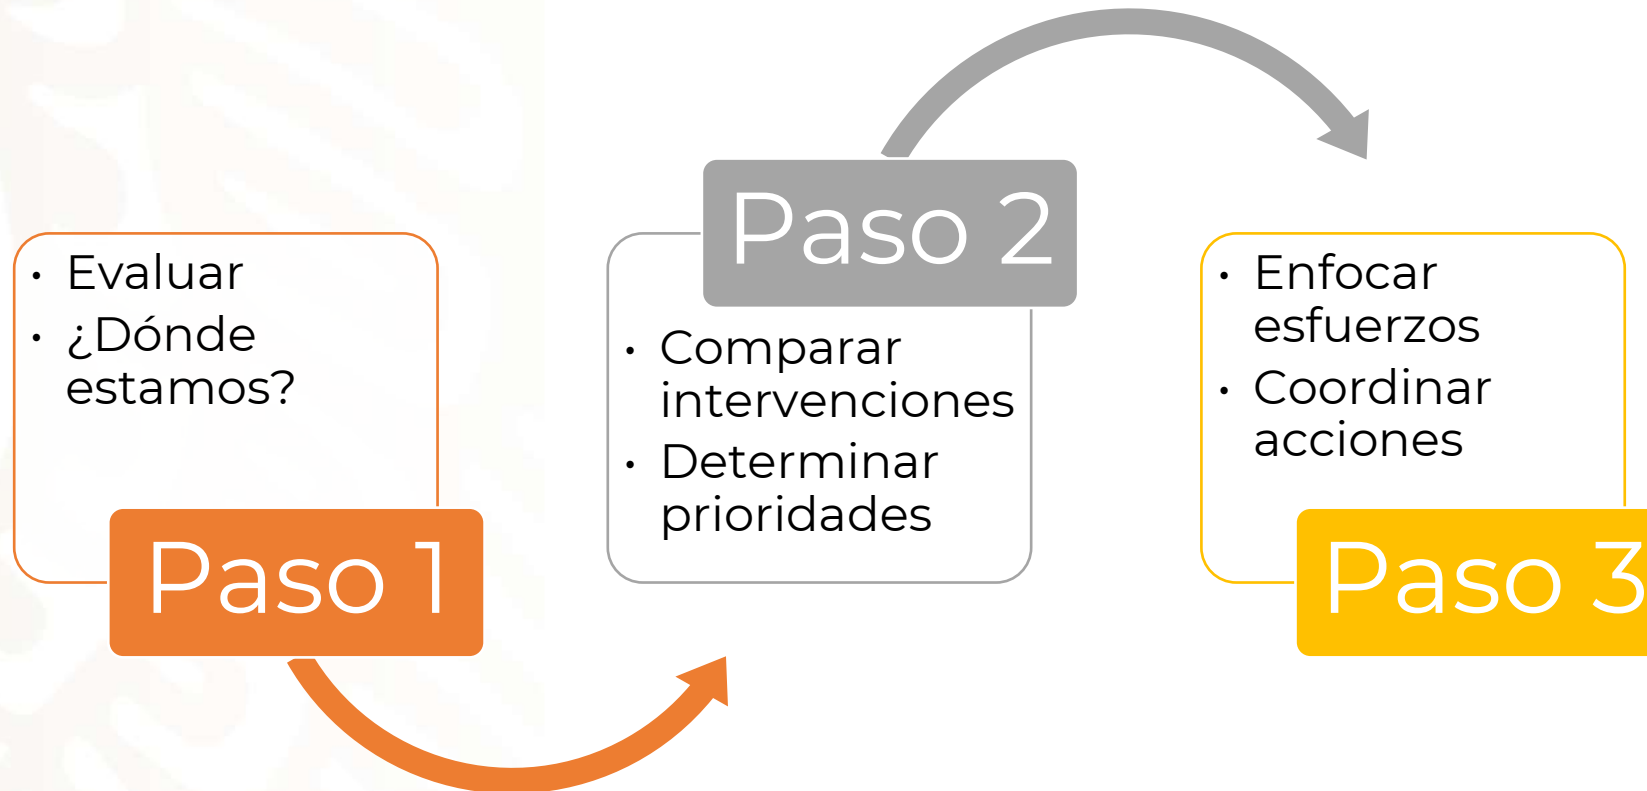 • Evaluar
• ¿Dónde
estamos?
Paso 1
Paso 2
• Comparar
intervenciones
• Determinar
prioridades
• Enfocar
esfuerzos
• Coordinar
acciones
Paso 3